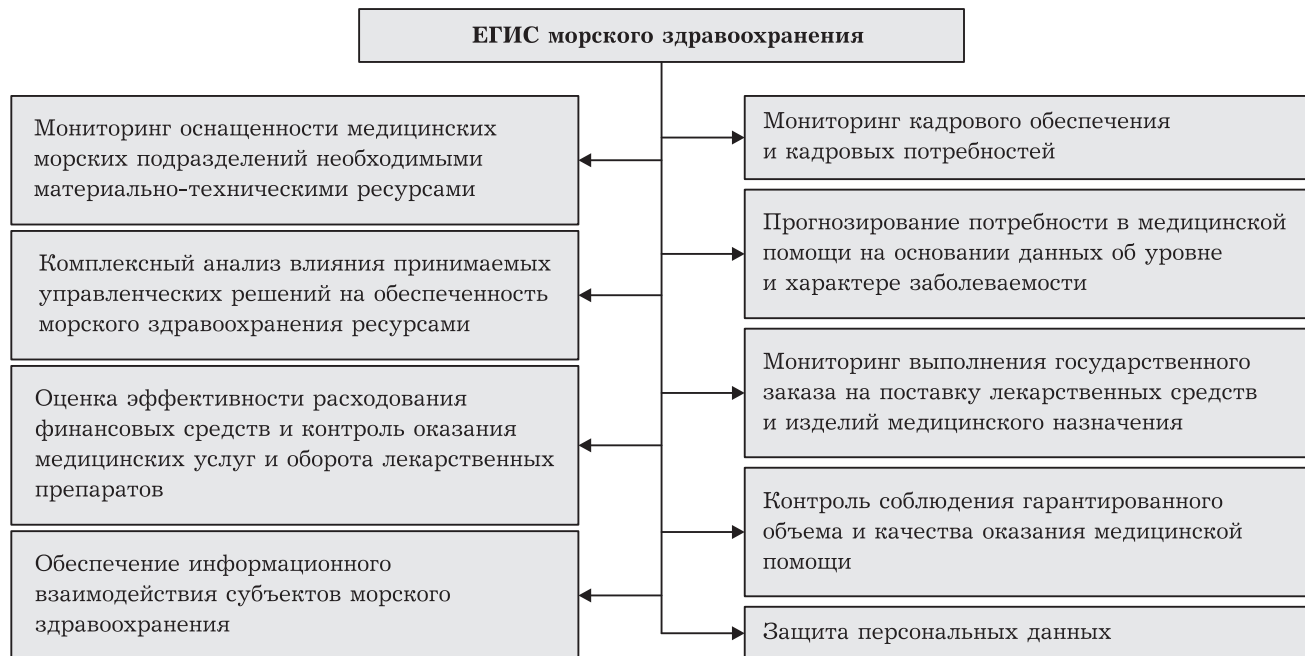 ЕГИС морского здравоохранения
Мониторинг оснащенности медицинских
морских подразделений необходимыми
материально-техническими ресурсами
Комплексный анализ влияния принимаемых
управленческих решений на обеспеченность
морского здравоохранения ресурсами
Оценка эффективности расходования
финансовых средств и контроль оказания
медицинских услуг и оборота лекарственных
препаратов
Обеспечение информационного
взаимодействия субъектов морского
здравоохранения
Мониторинг кадрового обеспечения
и кадровых потребностей
Прогнозирование потребности в медицинской
помощи на основании данных об уровне
и характере заболеваемости
Мониторинг выполнения государственного
заказа на поставку лекарственных средств
и изделий медицинского назначения
Контроль соблюдения гарантированного
объема и качества оказания медицинской
помощи
Защита персональных данных